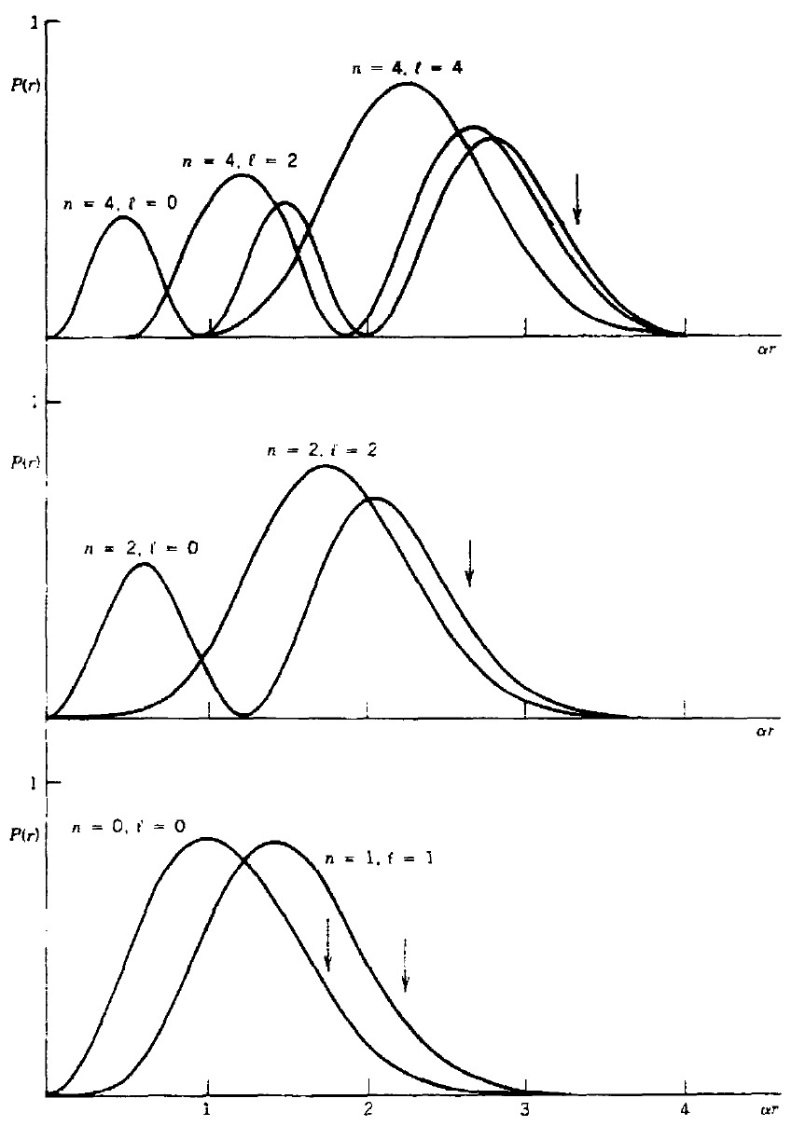 1
P(r)
n = 4, ℓ = 4
n = 4, ℓ = 2
n = 4, ℓ = 0
αr
1
P(r)
n = 2, ℓ = 2
n = 2, ℓ = 0
αr
1
P(r)
n = 0, ℓ = 0
n = 1, ℓ = 1
1 2 3 4 αr